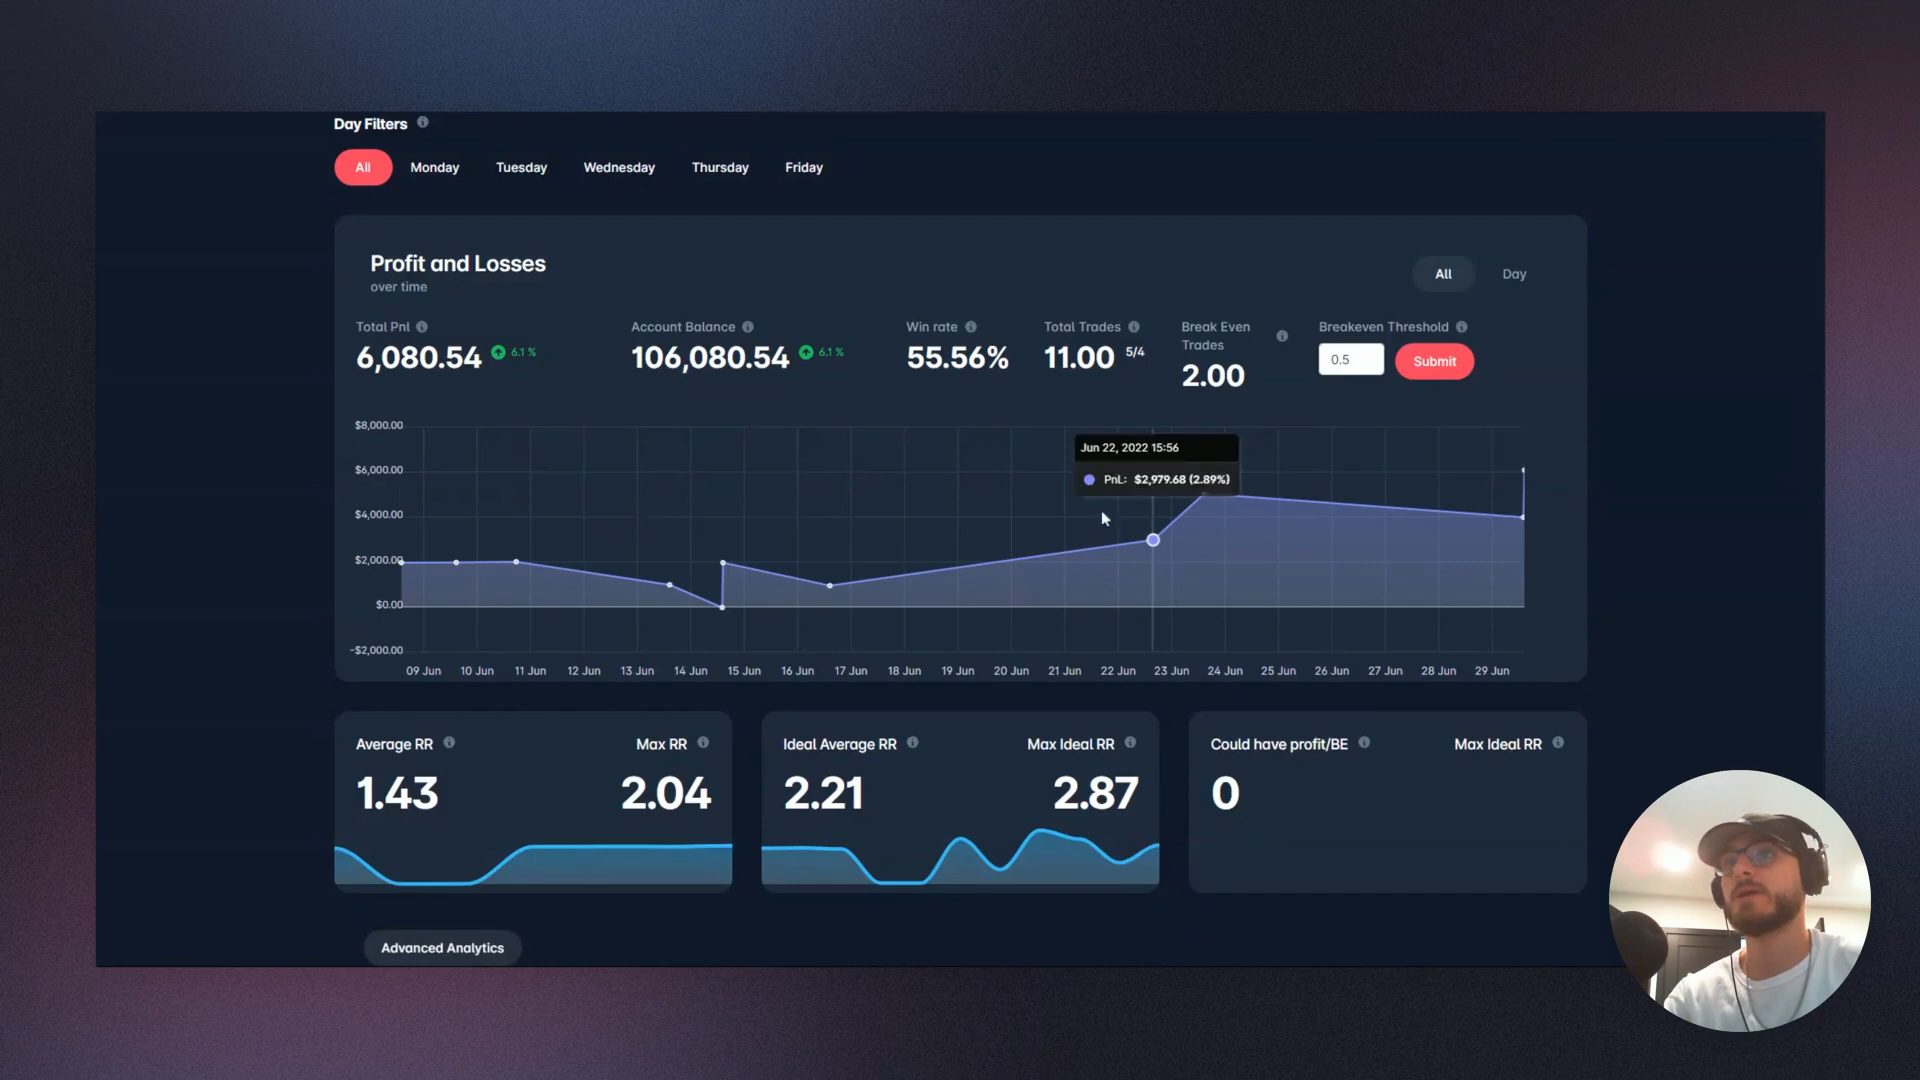 Day Filters
All Monday Tuesday Wednesday Thursday Friday
Profit and Losses
over time
All Day
Total Pnl
6,080.54 6.1 %
Account Balance
106,080.54 6.1 %
Win rate
55.56%
Total Trades
11.00 5/4
Break Even
Trades
2.00
Breakeven Threshold
0.5 Submit
$8,000.00
$6,000.00
$4,000.00
$2,000.00
$0.00
-$2,000.00
Jun 22, 2022 15:56
PnL: $2,979.68 (2.89%)
09 Jun 10 Jun 11 Jun 12 Jun 13 Jun 14 Jun 15 Jun 16 Jun 17 Jun 18 Jun 19 Jun 20 Jun 21 Jun 22 Jun 23 Jun 24 Jun 25 Jun 26 Jun 27 Jun 28 Jun 29 Jun
Average RR Max RR
1.43 2.04
Ideal Average RR Max Ideal RR
2.21 2.87
Could have profit/BE Max Ideal RR
0
Advanced Analytics